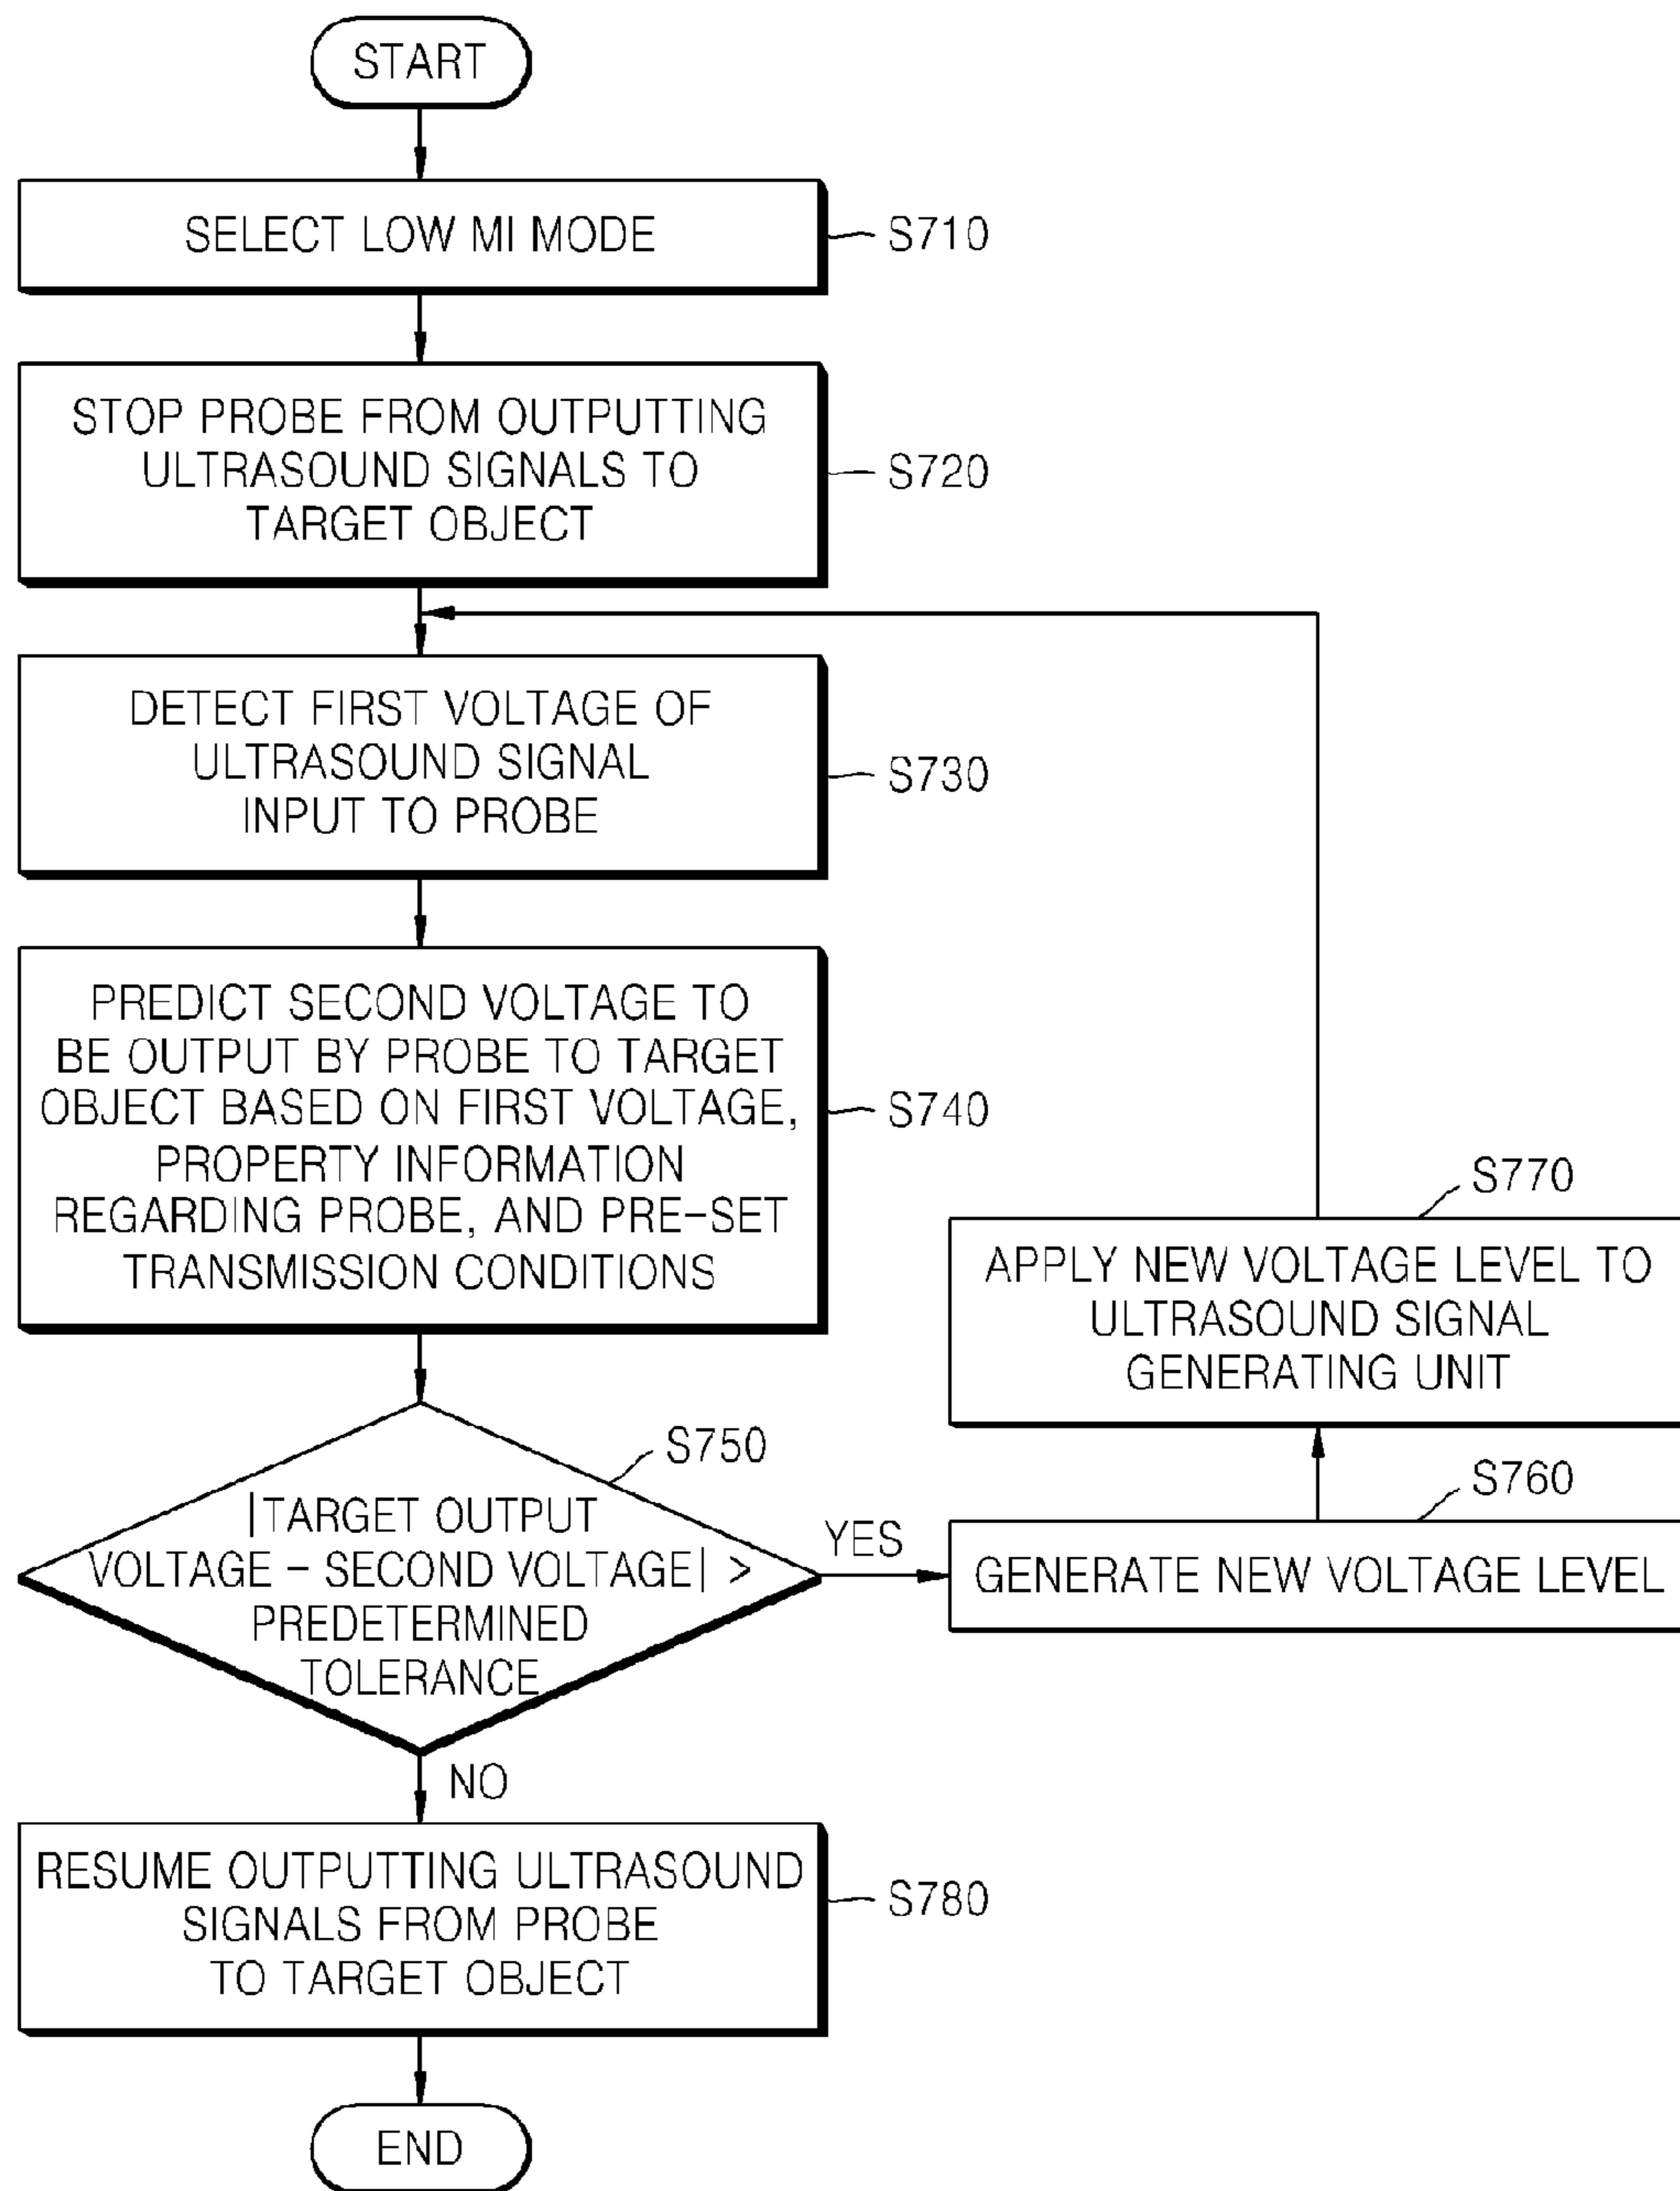 START
SELECT LOW MI MODE
S710
STOP PROBE FROM OUTPUTTING
ULTRASOUND SIGNALS TO
TARGET OBJECT
S720
DETECT FIRST VOLTAGE OF
ULTRASOUND SIGNAL
INPUT TO PROBE
S730
PREDICT SECOND VOLTAGE TO
BE OUTPUT BY PROBE TO TARGET
OBJECT BASED ON FIRST VOLTAGE,
PROPERTY INFORMATION
REGARDING PROBE, AND PRE-SET
TRANSMISSION CONDITIONS
S740
S750
|TARGET OUTPUT
VOLTAGE - SECOND VOLTAGE| >
PREDETERMINED
TOLERANCE
YES
S760
GENERATE NEW VOLTAGE LEVEL
S770
APPLY NEW VOLTAGE LEVEL TO
ULTRASOUND SIGNAL
GENERATING UNIT
NO
RESUME OUTPUTTING ULTRASOUND
SIGNALS FROM PROBE
TO TARGET OBJECT
S780
END